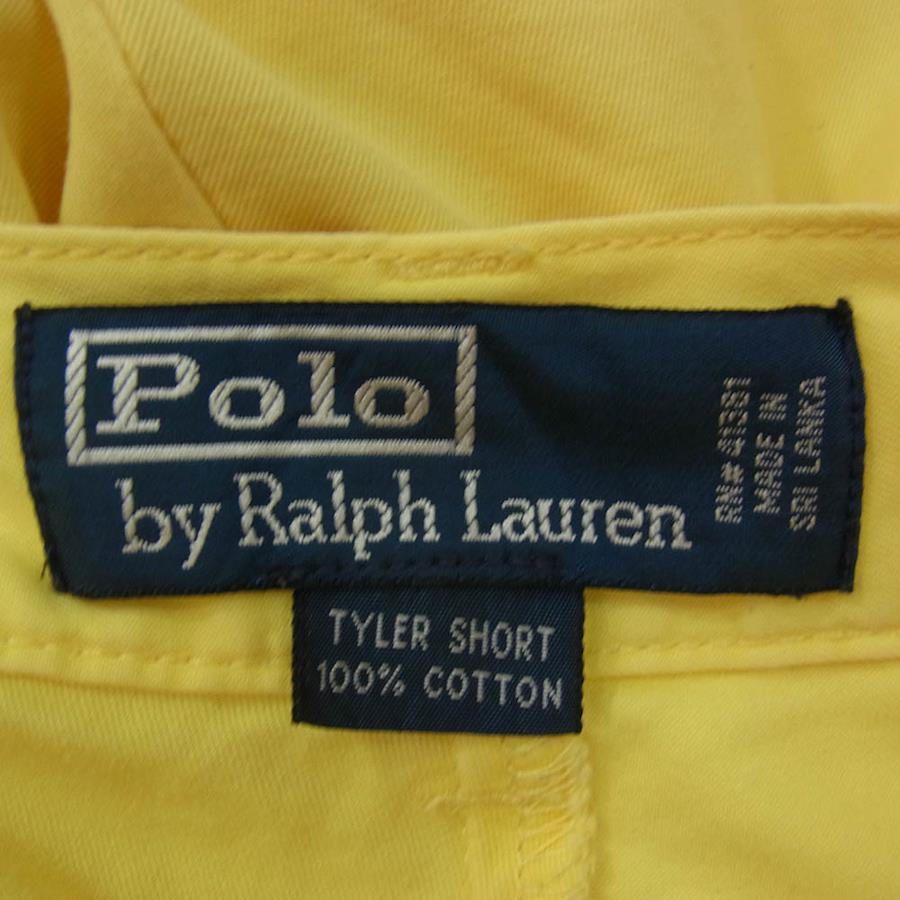 Polo
by Ralph Lauren
RN# 41381
MADE IN
SRI LANKA
TYLER SHORT
100% COTTON